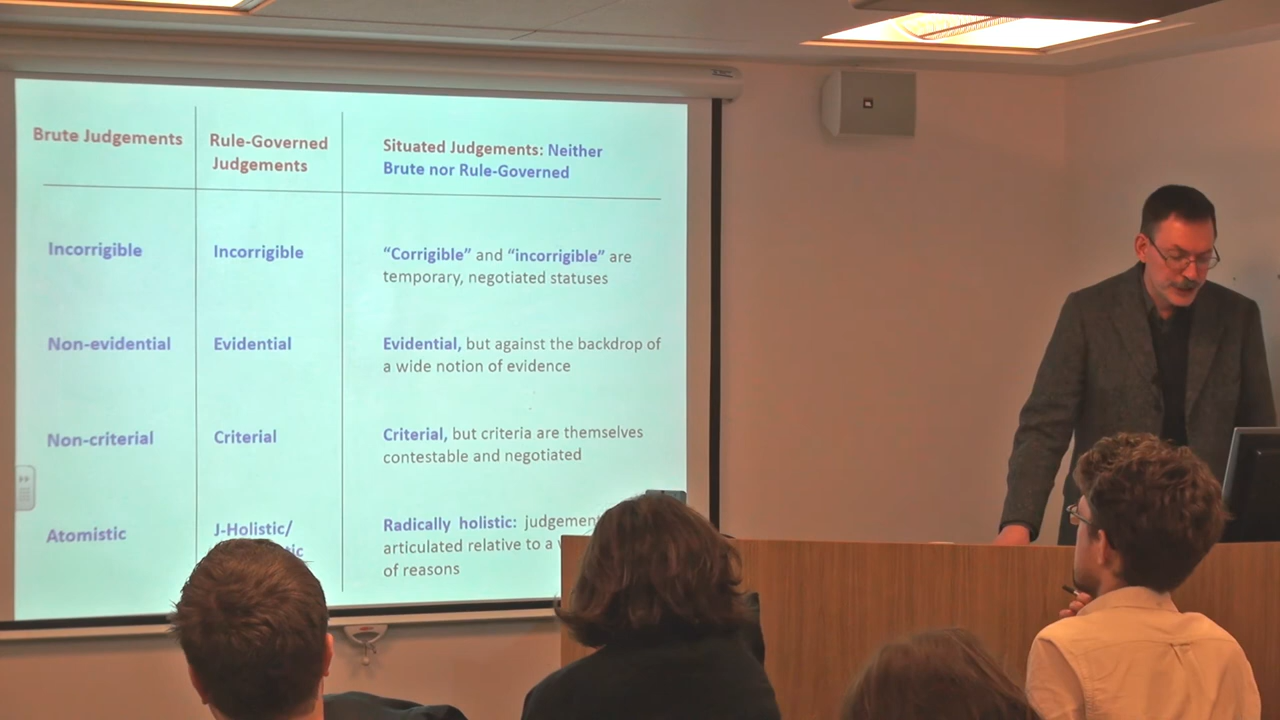 Brute Judgements
Rule-Governed
Judgements
Situated Judgements: Neither
Brute nor Rule-Governed
Incorrigible
Incorrigible
“Corrigible” and “incorrigible” are
temporary, negotiated statuses
Non-evidential
Evidential
Evidential, but against the backdrop of
a wide notion of evidence
Non-criterial
Criterial
Criterial, but criteria are themselves
contestable and negotiated
Atomistic
J-Holistic/
Radically holistic:
articulated relative to a
of reasons